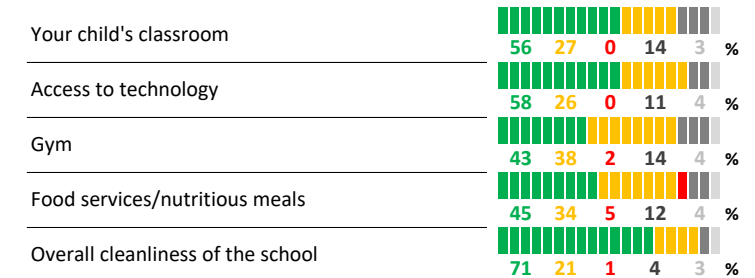 Your child's classroom
56 27 0 14 3 %
Access to technology
58 26 0 11 4 %
Gym
43 38 2 14 4 %
Food services/nutritious meals
45 34 5 12 4 %
Overall cleanliness of the school
71 21 1 4 3 %